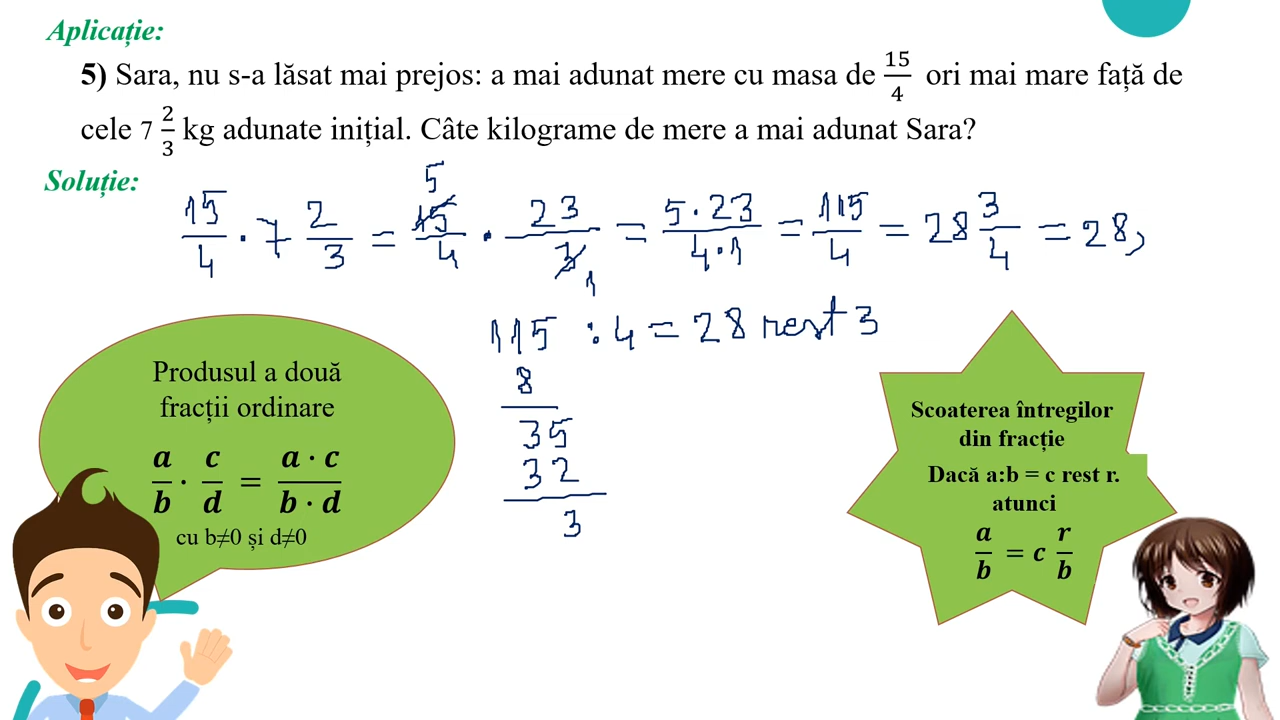 Aplicație:
5) Sara, nu s-a lăsat mai prejos: a mai adunat mere cu masa de 15/4 ori mai mare față de
cele 7 2/3 kg adunate inițial. Câte kilograme de mere a mai adunat Sara?
Soluție:
15/4 · 7 2/3 = 15/4 · 23/3 = 5·23/4·1 = 115/4 = 28 3/4 = 28,
5
1
115 : 4 = 28 rest 3
8
35
32
3
Produsul a două
fracții ordinare
a/b · c/d = a · c/b · d
cu b≠0 și d≠0
Scoaterea întregilor
din fracție
Dacă a:b = c rest r.
atunci
a/b = c r/b